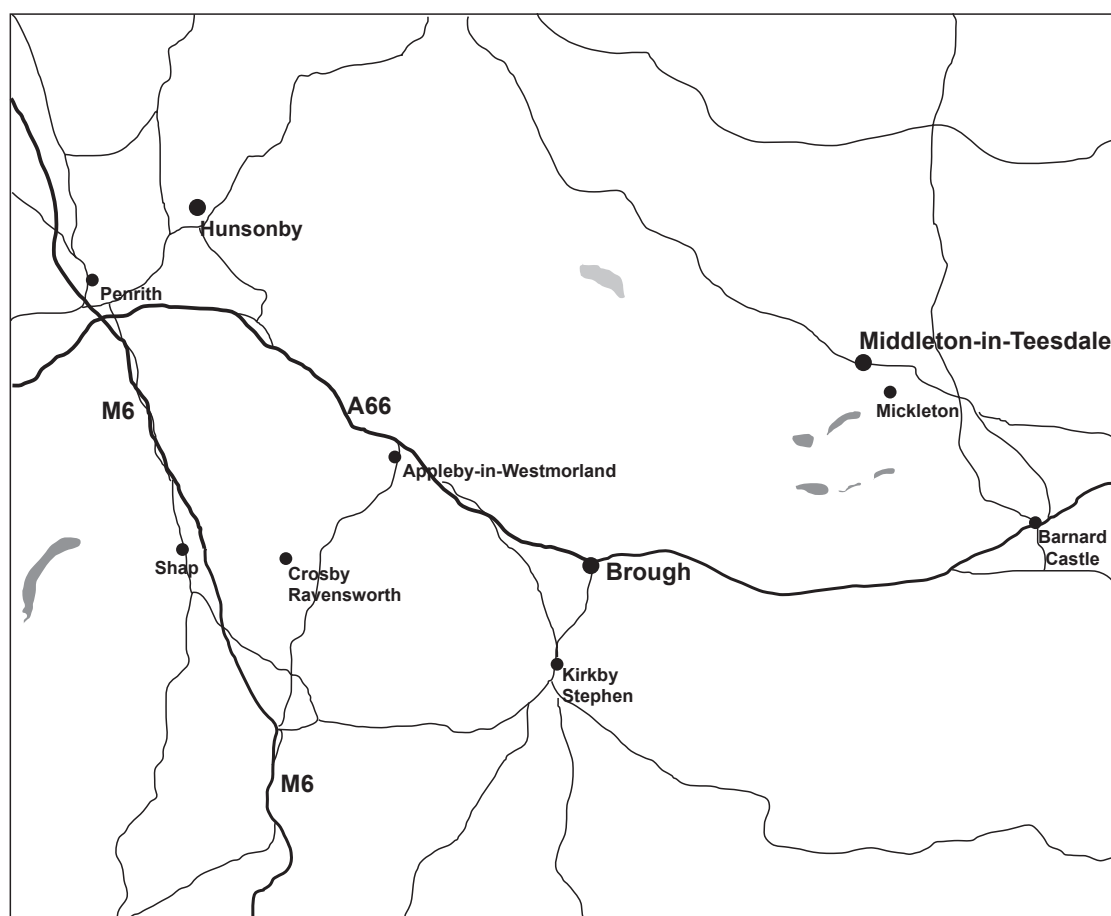 Hunsonby
Penrith
Middleton-in-Teesdale
Mickleton
M6
A66
Appleby-in-Westmorland
Barnard
Castle
Shap
Crosby
Ravensworth
Brough
Kirkby
Stephen
M6